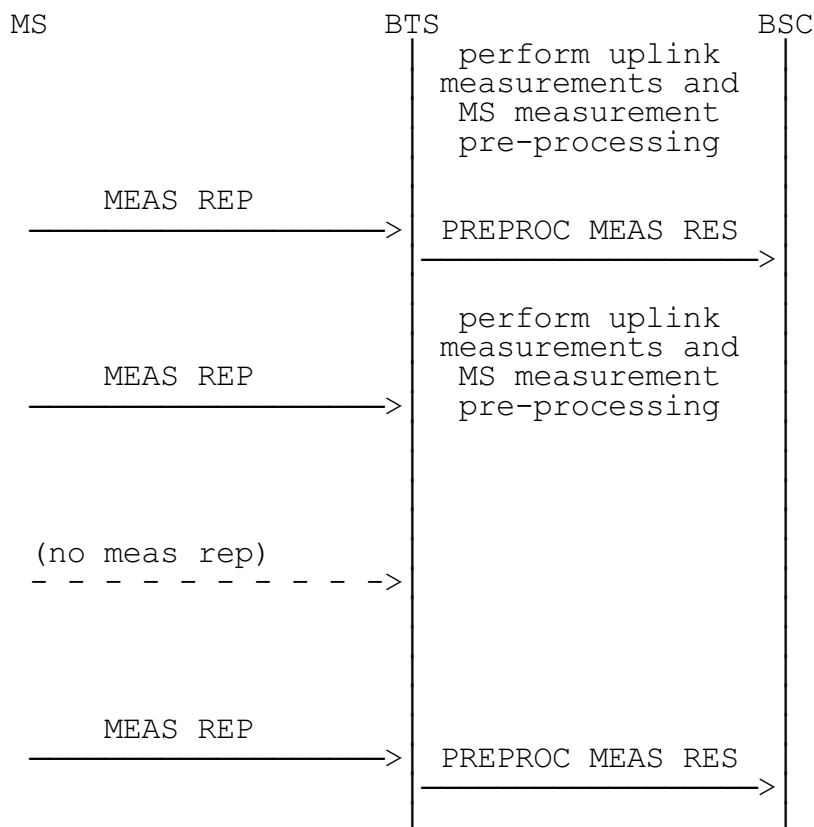 MS BTS BSC
perform uplink
measurements and
MS measurement
pre-processing
MEAS REP
PREPROC MEAS RES
perform uplink
measurements and
MEAS REP MS measurement
pre-processing
(no meas rep)
MEAS REP
PREPROC MEAS RES